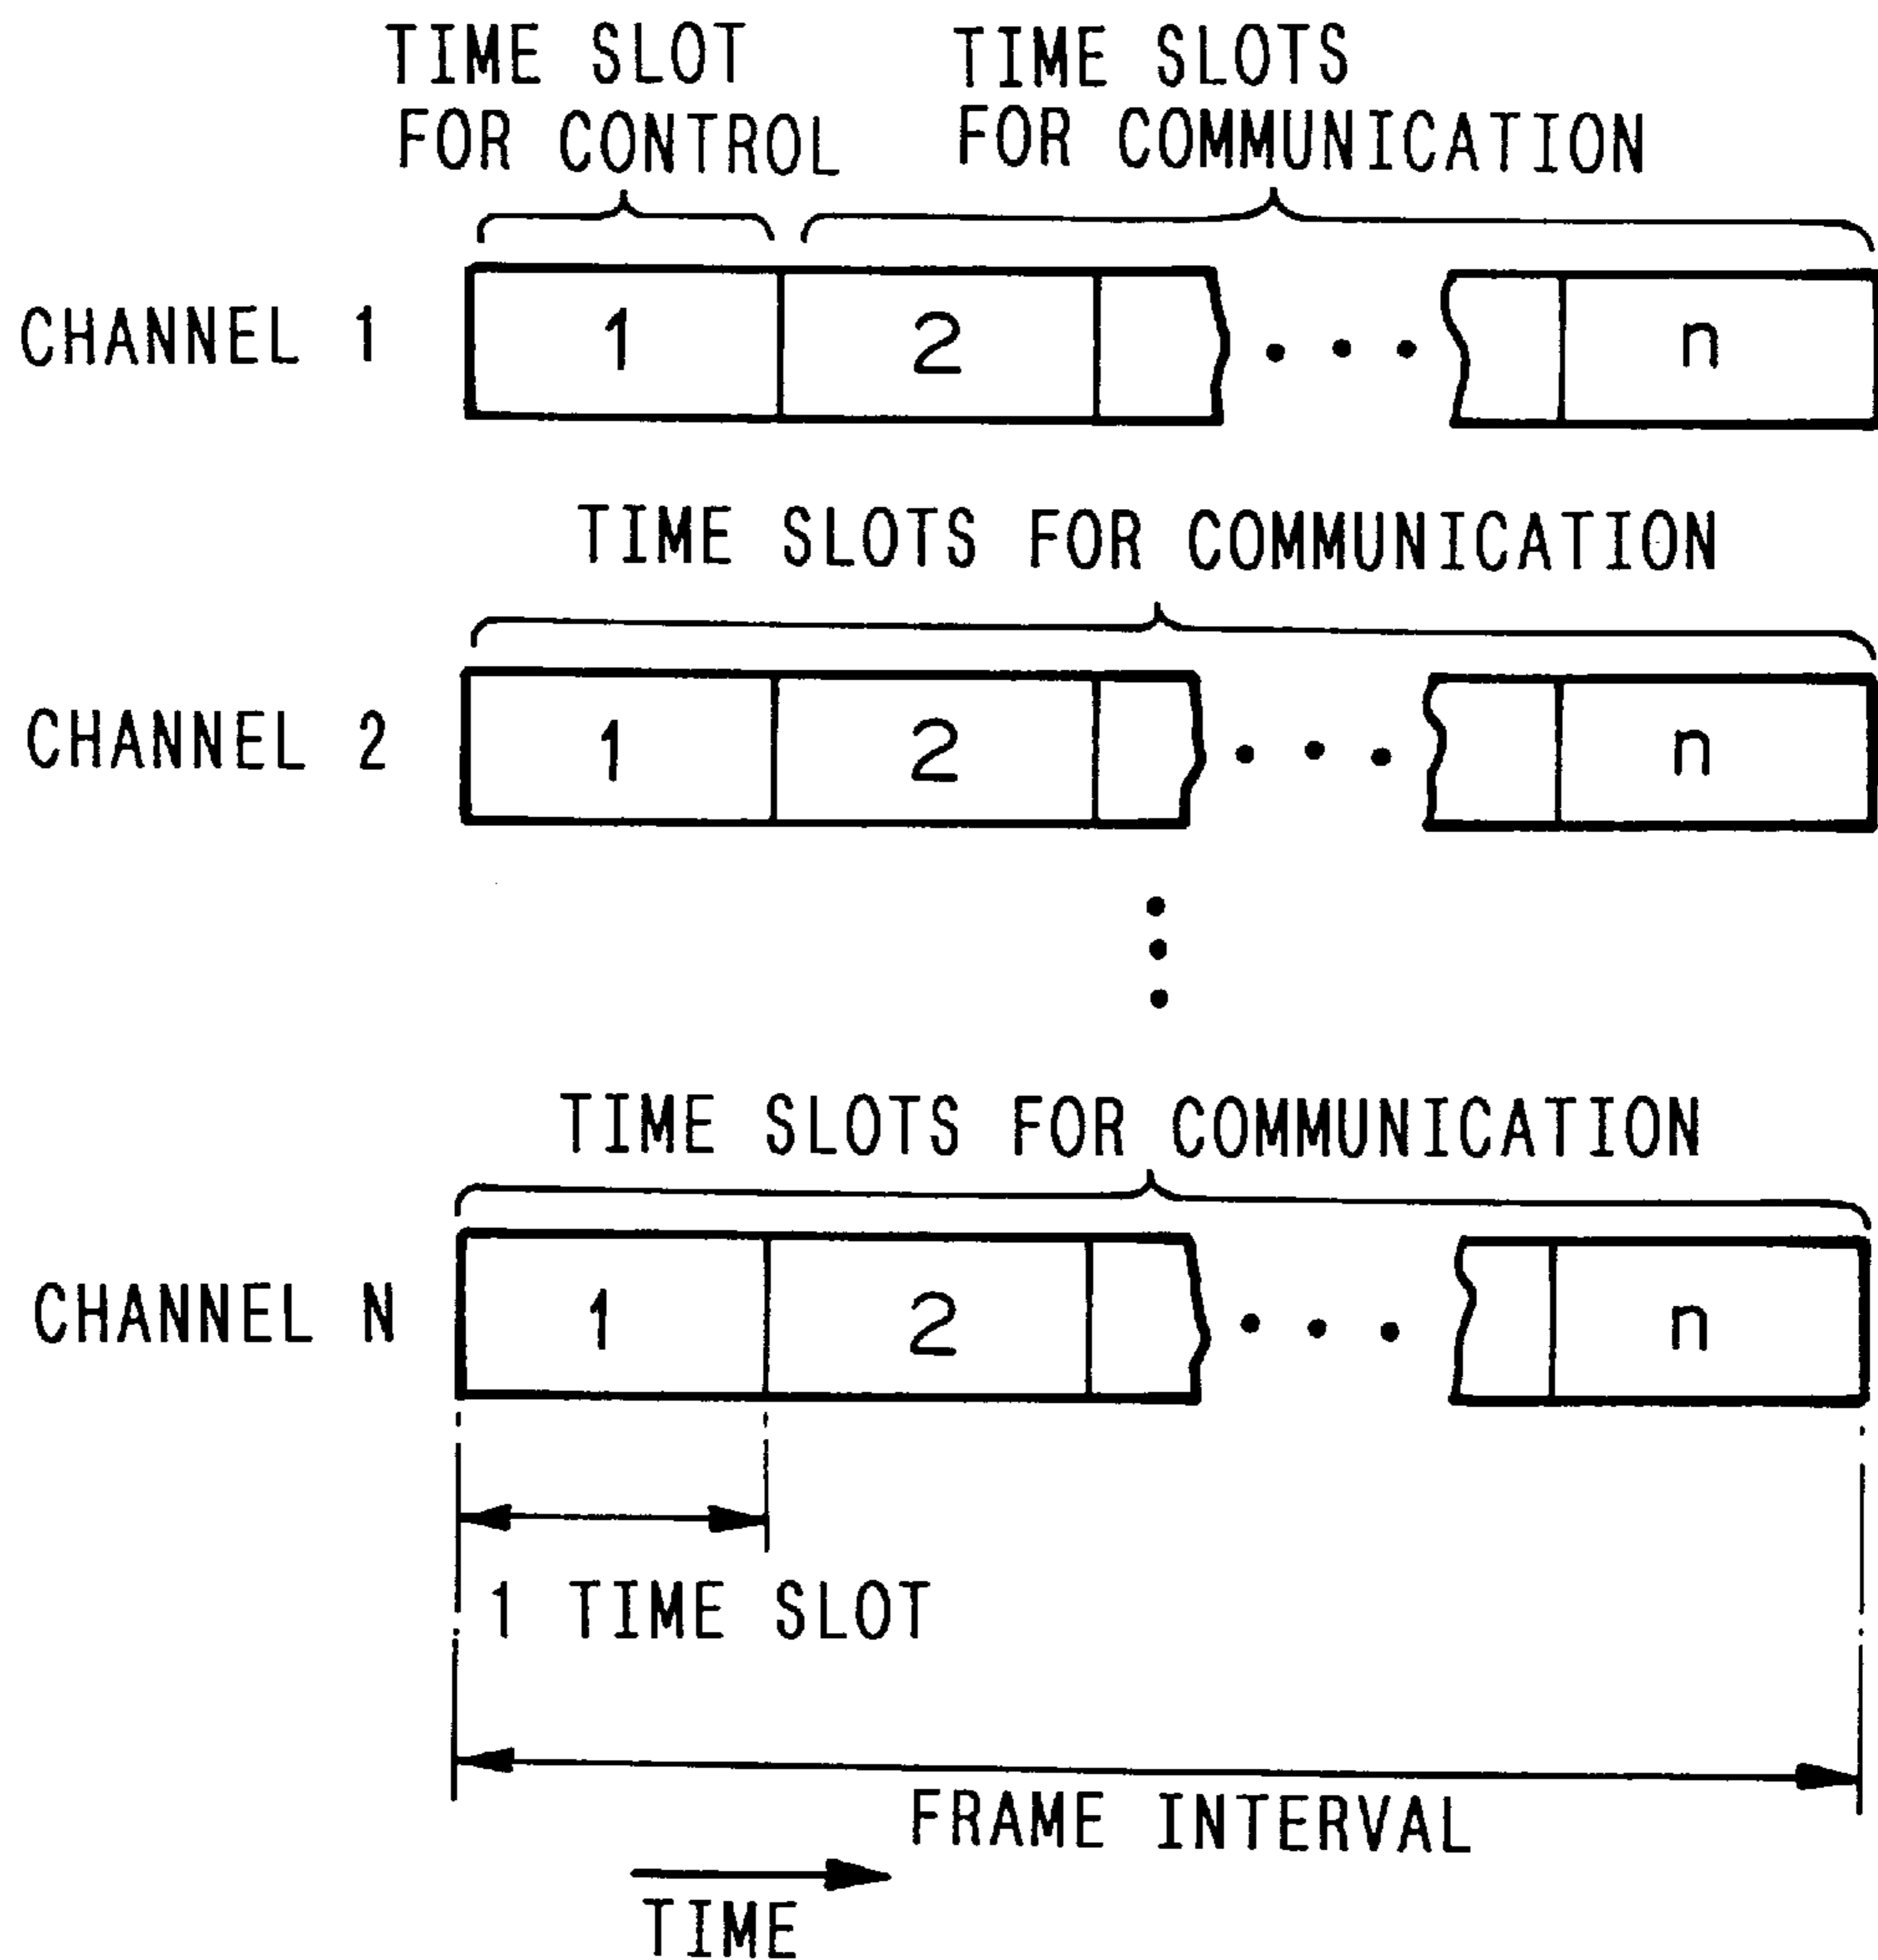 TIME SLOT
FOR CONTROL
TIME SLOTS
FOR COMMUNICATION
CHANNEL 1 1 2 n
TIME SLOTS FOR COMMUNICATION
CHANNEL 2 1 2 n
TIME SLOTS FOR COMMUNICATION
CHANNEL N 1 2 n
1 TIME SLOT
FRAME INTERVAL
TIME